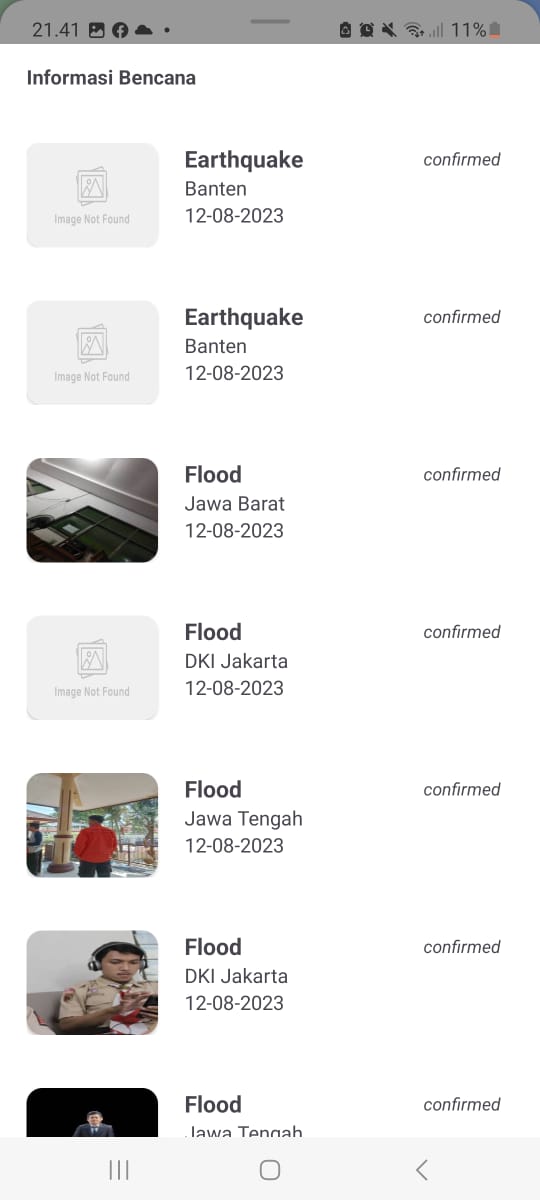 21.41
11%
Informasi Bencana
Earthquake
confirmed
Banten
12-08-2023
Image Not Found
Earthquake
confirmed
Banten
12-08-2023
Image Not Found
Flood
confirmed
Jawa Barat
12-08-2023
Flood
confirmed
DKI Jakarta
12-08-2023
Image Not Found
Flood
confirmed
Jawa Tengah
12-08-2023
Flood
confirmed
DKI Jakarta
12-08-2023
Flood
confirmed
Jawa Tengah